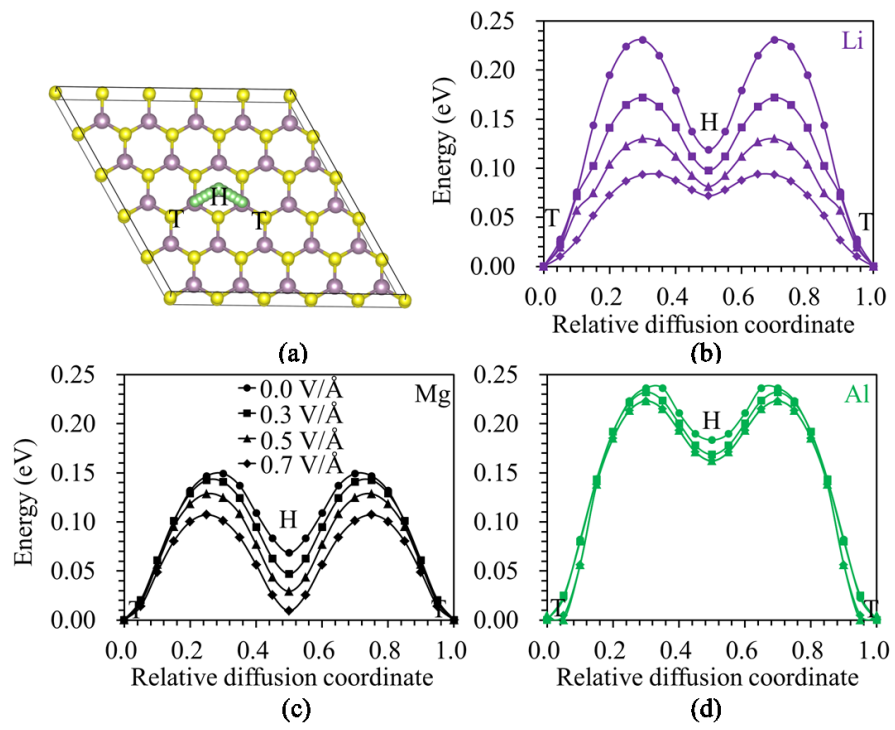 T
H
T
(a)
Li
Energy (eV)
0.25
0.20
0.15
0.10
0.05
0.00
H
T
T
0.0 0.2 0.4 0.6 0.8 1.0
Relative diffusion coordinate
(b)
Mg
Energy (eV)
0.25
0.20
0.15
0.10
0.05
0.00
0.0 V/Å
0.3 V/Å
0.5 V/Å
0.7 V/Å
H
T
T
0.0 0.2 0.4 0.6 0.8 1.0
Relative diffusion coordinate
(c)
Al
0.25
0.20
0.15
0.10
0.05
0.00
H
T
T
0.0 0.2 0.4 0.6 0.8 1.0
Relative diffusion coordinate
(d)